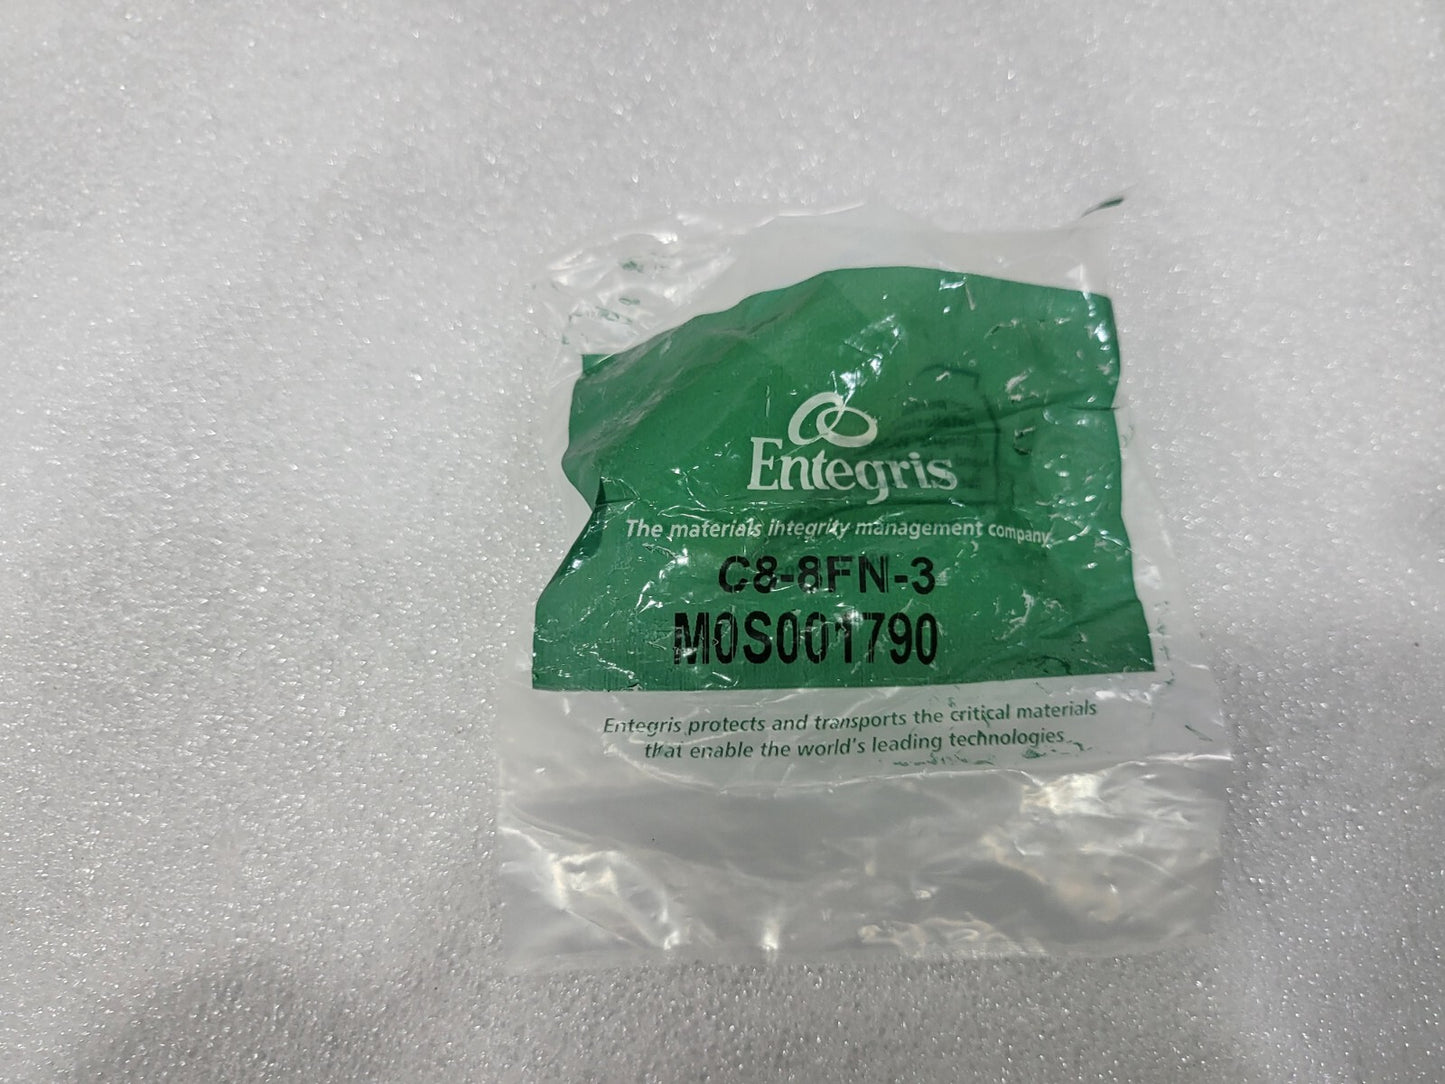 Entegris
The materials integrity management company
C8-8FN-3
M0S001790
Entegris protects and transports the critical materials
that enable the world's leading technologies